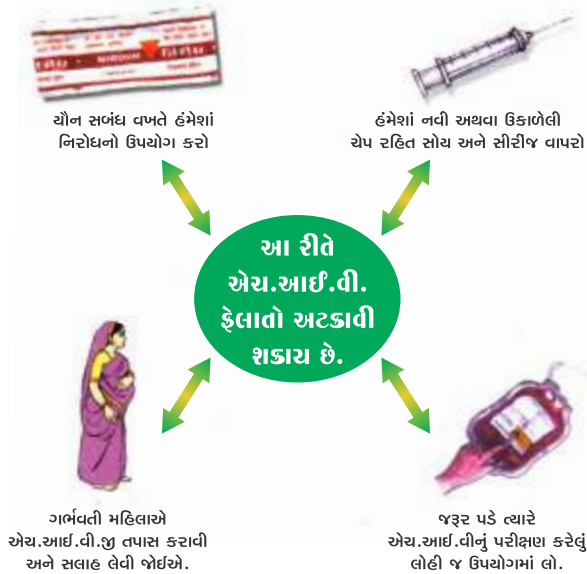 યૌન સબંધ વખતે હંમેશાં
નિરોધનો ઉપયોગ કરો
હંમેશાં નવી અથવા ઉકાળેલી
ચેપ રહિત સોય અને સીરીંજ વાપરો
આ રીતે
એચ.આઈ.વી.
ફેલાતો અટકાવી
શકાય છે.
ગર્ભવતી મહિલાએ
એચ.આઈ.વી.જી તપાસ કરાવી
અને સલાહ લેવી જોઈએ.
જરૂર પડે ત્યારે
એચ.આઈ.વીનું પરીક્ષણ કરેલું
લોહી જ ઉપયોગમાં લો.